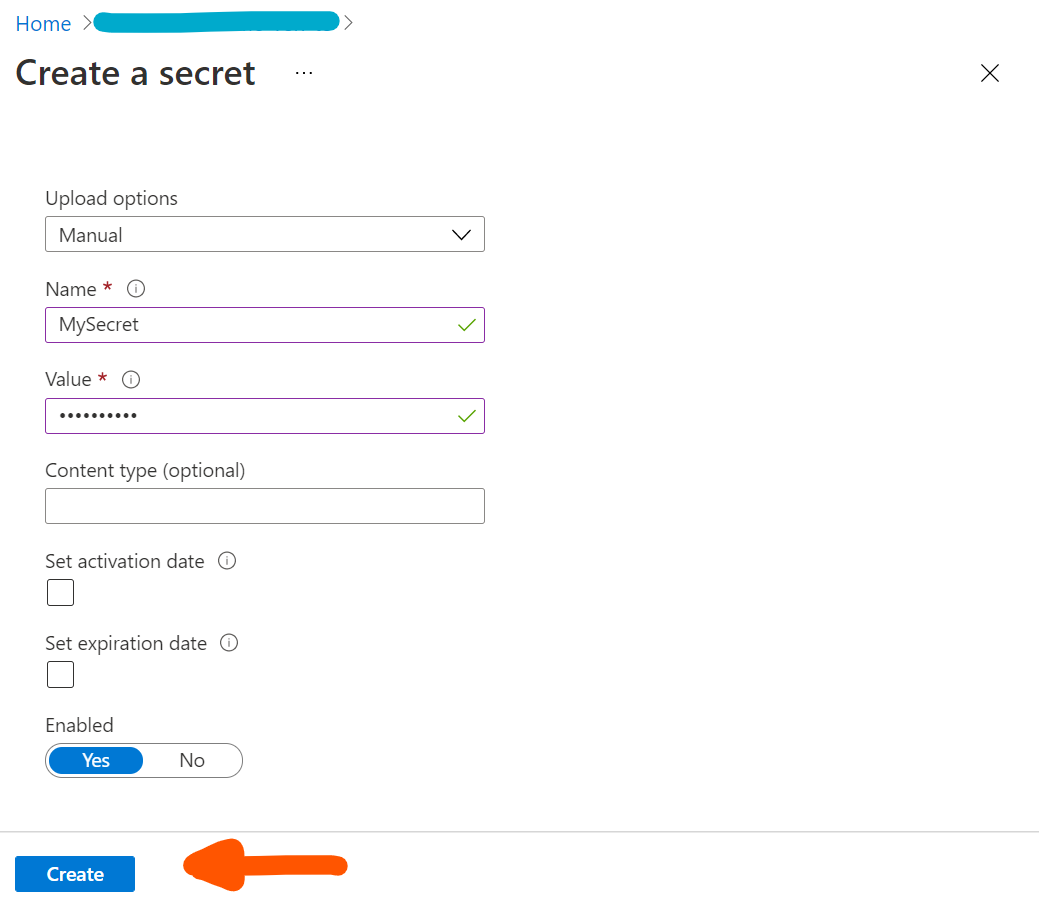 Home
Create a secret ...
Upload options
Manual
Name *
MySecret
Value *
••••••••••
Content type (optional)
Set activation date
Set expiration date
Enabled
Yes No
Create